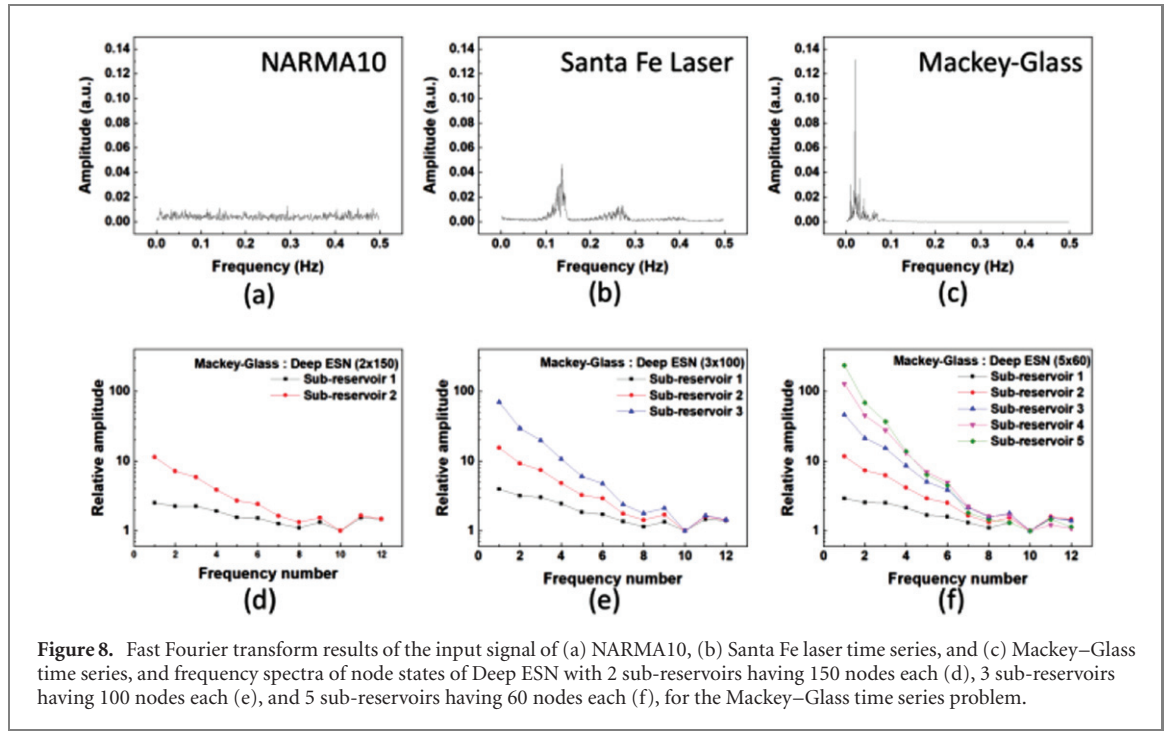 NARMA10
Amplitude (a.u.)
0.14
0.12
0.10
0.08
0.06
0.04
0.02
0.00
0.0 0.1 0.2 0.3 0.4 0.5
Frequency (Hz)
(a)
Santa Fe Laser
Amplitude (a.u.)
0.14
0.12
0.10
0.08
0.06
0.04
0.02
0.00
0.0 0.1 0.2 0.3 0.4 0.5
Frequency (Hz)
(b)
Mackey-Glass
Amplitude (a.u.)
0.14
0.12
0.10
0.08
0.06
0.04
0.02
0.00
0.0 0.1 0.2 0.3 0.4 0.5
Frequency (Hz)
(c)
Mackey-Glass : Deep ESN (2x150)
Sub-reservoir 1
Sub-reservoir 2
Relative amplitude
100
10
1
0 2 4 6 8 10 12
Frequency number
(d)
Mackey-Glass : Deep ESN (3x100)
Sub-reservoir 1
Sub-reservoir 2
Sub-reservoir 3
Relative amplitude
100
10
1
0 2 4 6 8 10 12
Frequency number
(e)
Mackey-Glass : Deep ESN (5x60)
Sub-reservoir 1
Sub-reservoir 2
Sub-reservoir 3
Sub-reservoir 4
Sub-reservoir 5
Relative amplitude
100
10
1
0 2 4 6 8 10 12
Frequency number
(f)
Figure 8. Fast Fourier transform results of the input signal of (a) NARMA10, (b) Santa Fe laser time series, and (c) Mackey–Glass
time series, and frequency spectra of node states of Deep ESN with 2 sub-reservoirs having 150 nodes each (d), 3 sub-reservoirs
having 100 nodes each (e), and 5 sub-reservoirs having 60 nodes each (f), for the Mackey–Glass time series problem.